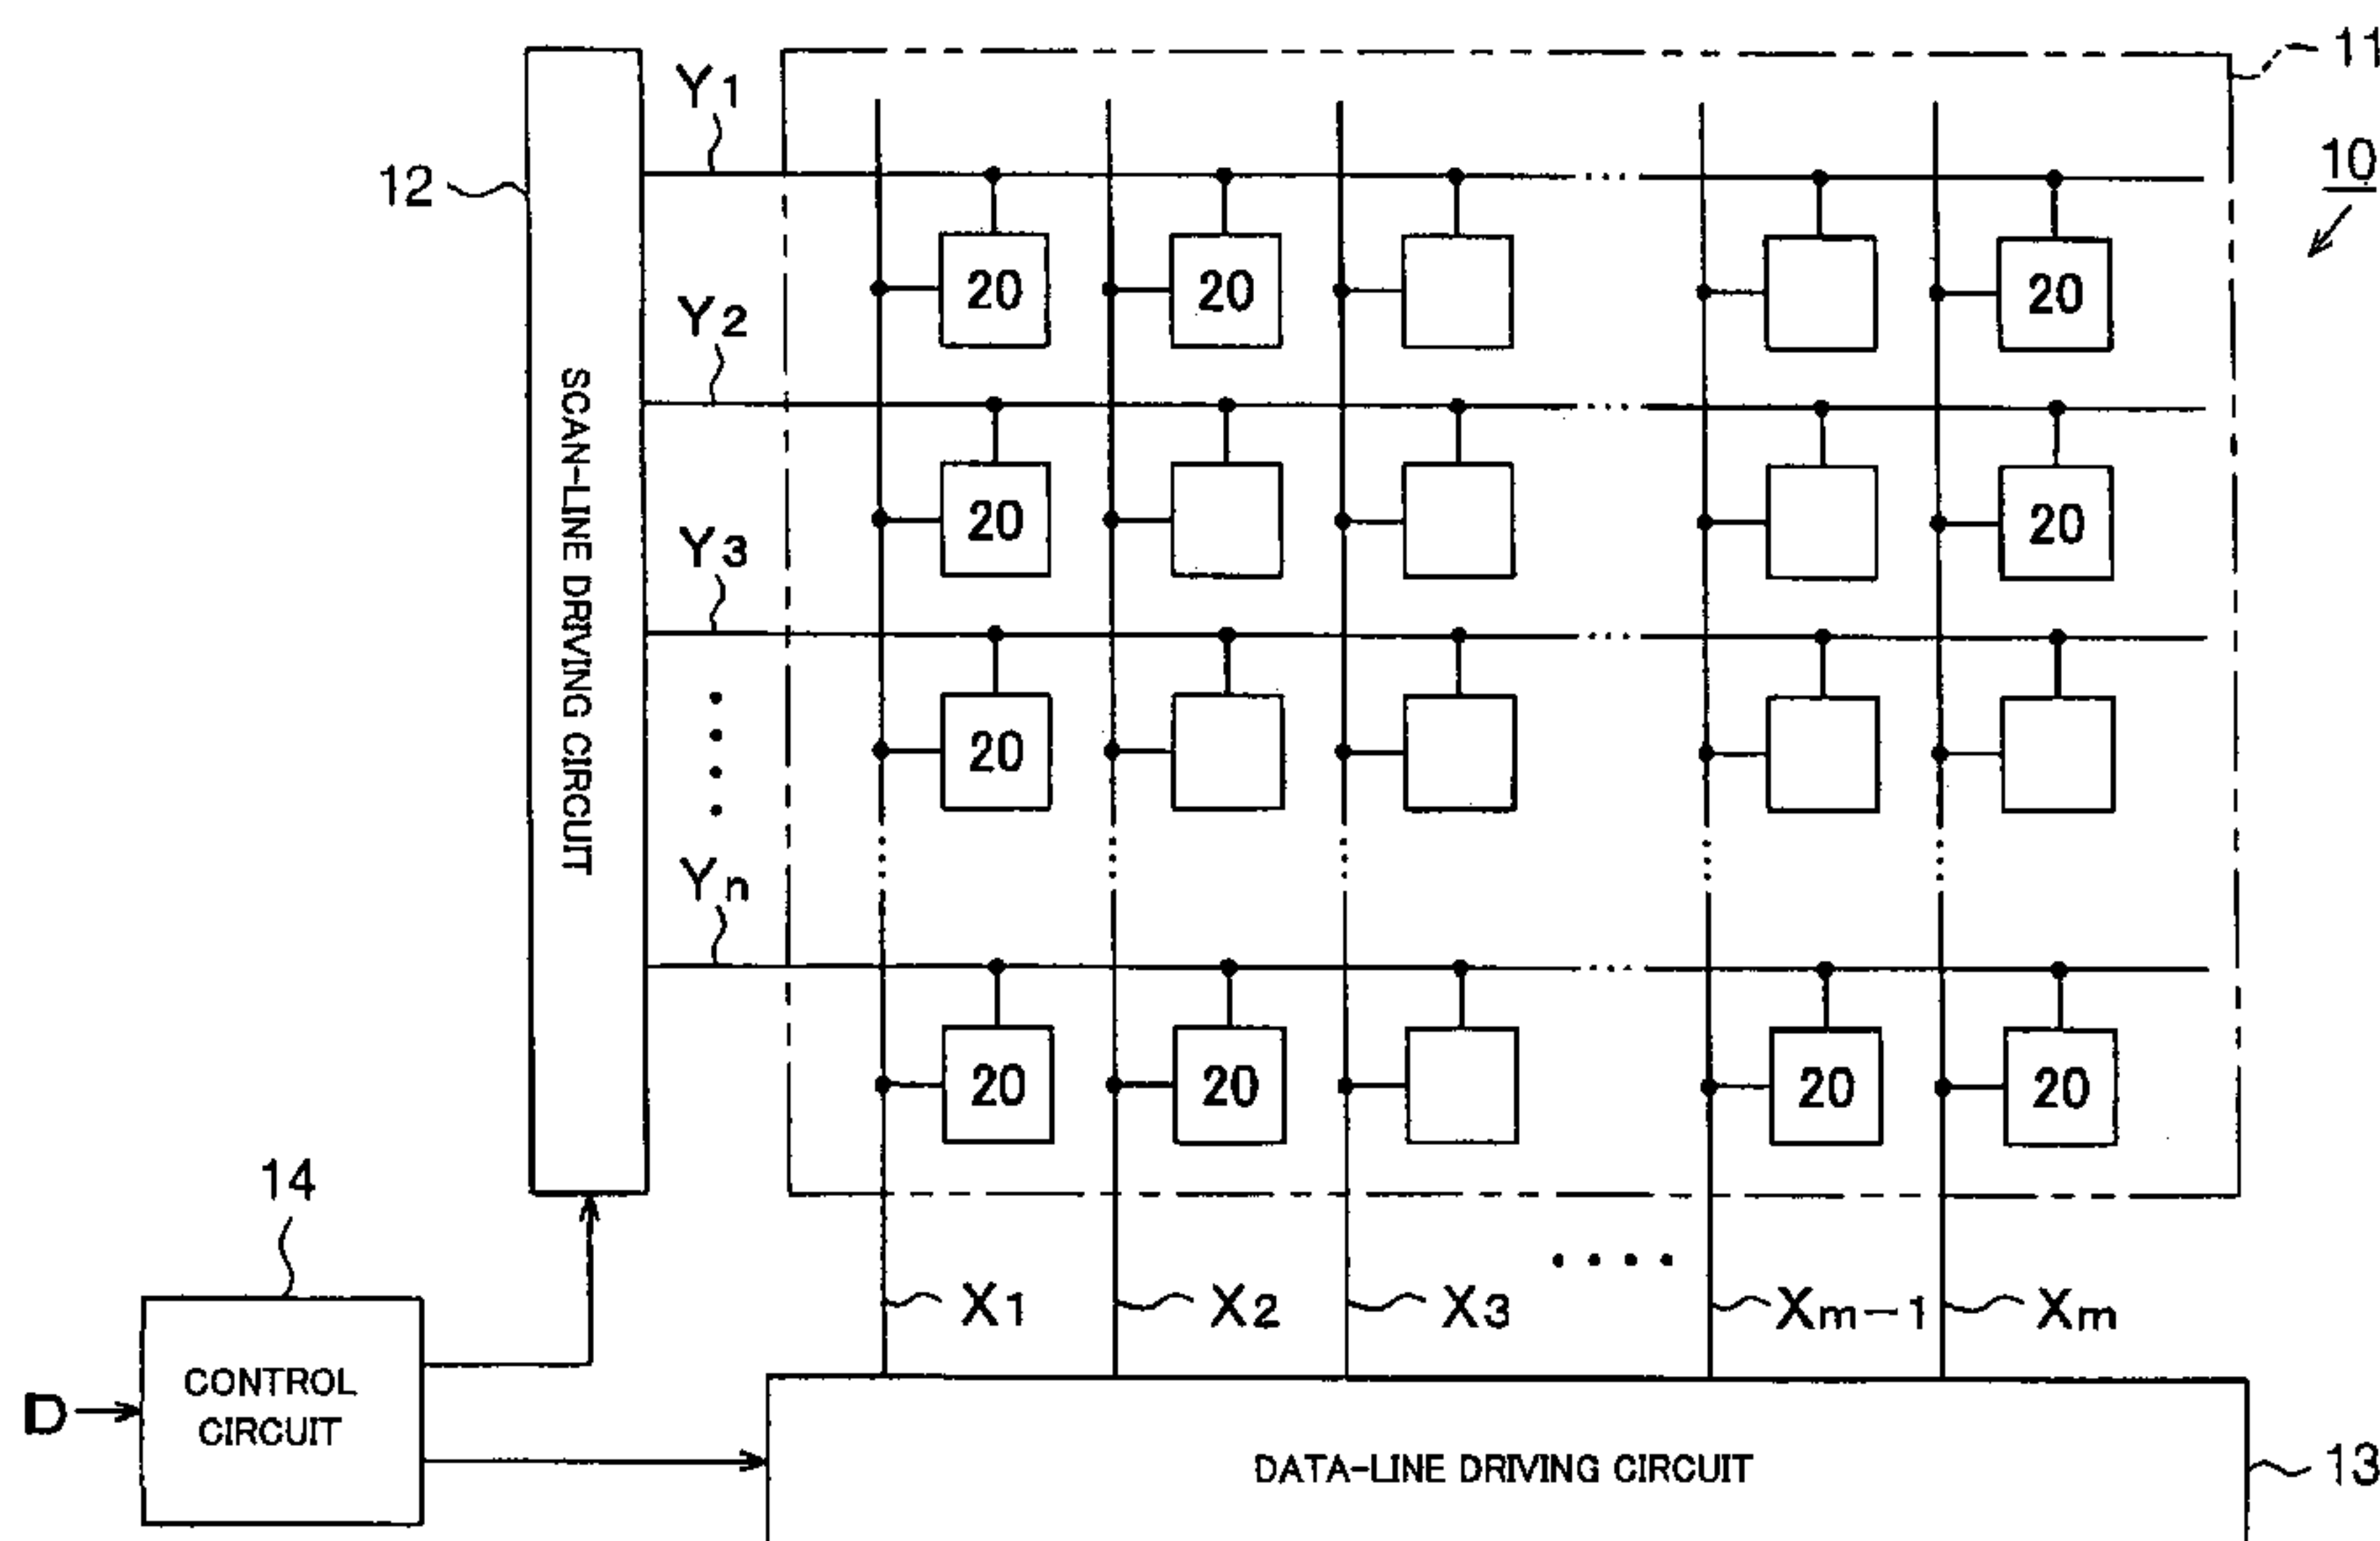 11
Y1
12
10
20 20 20
Y2
SCAN-LINE DRIVING CIRCUIT
20 20
Y3
20
Yn
20 20 20 20
14
X1 X2 X3 Xm-1 Xm
CONTROL
CIRCUIT
D
DATA-LINE DRIVING CIRCUIT
13